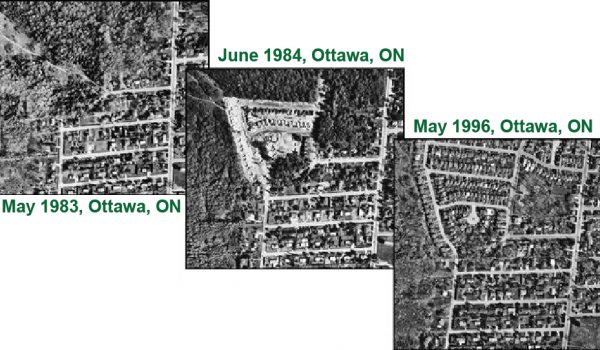 June 1984, Ottawa, ON
May 1996, Ottawa, ON
May 1983, Ottawa, ON